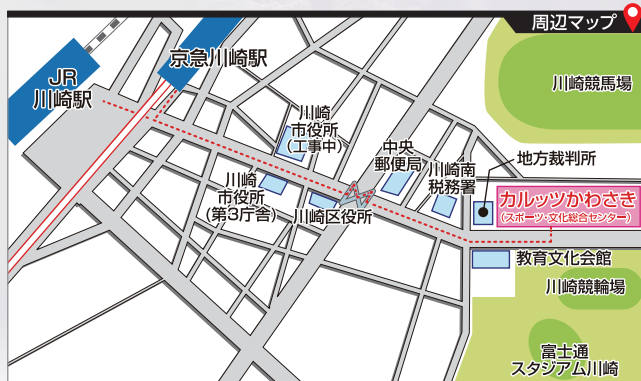 周辺マップ
京急川崎駅
JR
川崎駅
川崎競馬場
川崎
市役所
(工事中)
中央
郵便局
川崎南
税務署
地方裁判所
川崎
市役所
(第3庁舎)
川崎区役所
カルッツかわさき
(スポーツ・文化総合センター)
教育文化会館
川崎競輪場
富士通
スタジアム川崎